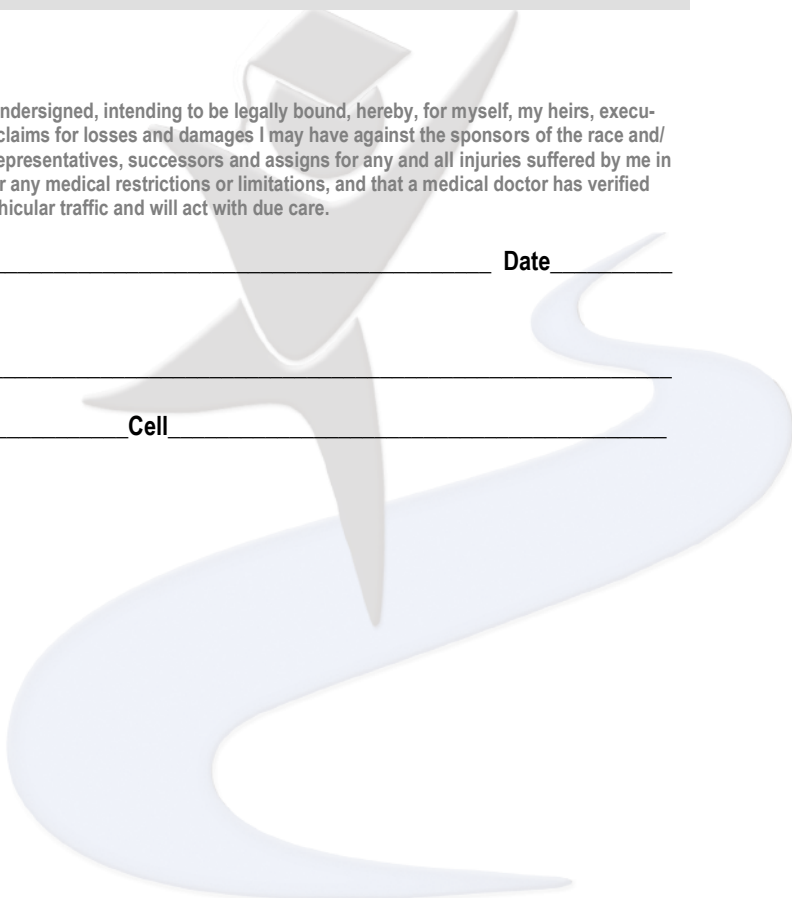 ndersigned, intending to be legally bound, hereby, for myself, my heirs, execu-
claims for losses and damages I may have against the sponsors of the race and/
epresentatives, successors and assigns for any and all injuries suffered by me in
r any medical restrictions or limitations, and that a medical doctor has verified
hicular traffic and will act with due care.
Date
Cell